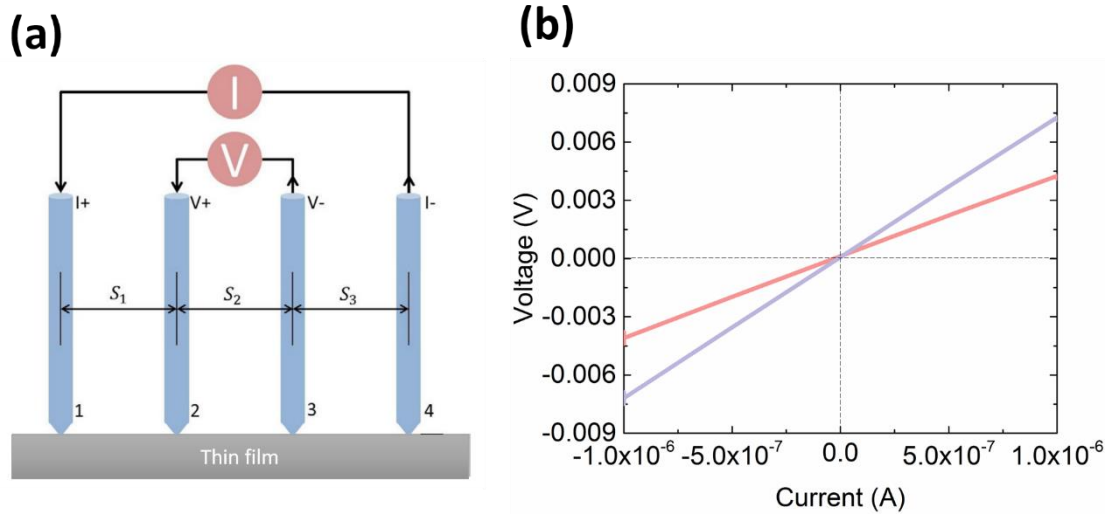 (a)
I
V
I+
V+
V-
I-
S₁
S₂
S₃
1
2
3
4
Thin film
(b)
0.009
0.006
0.003
0.000
-0.003
-0.006
-0.009
Voltage (V)
-1.0x10⁻⁶ -5.0x10⁻⁷ 0.0 5.0x10⁻⁷ 1.0x10⁻⁶
Current (A)